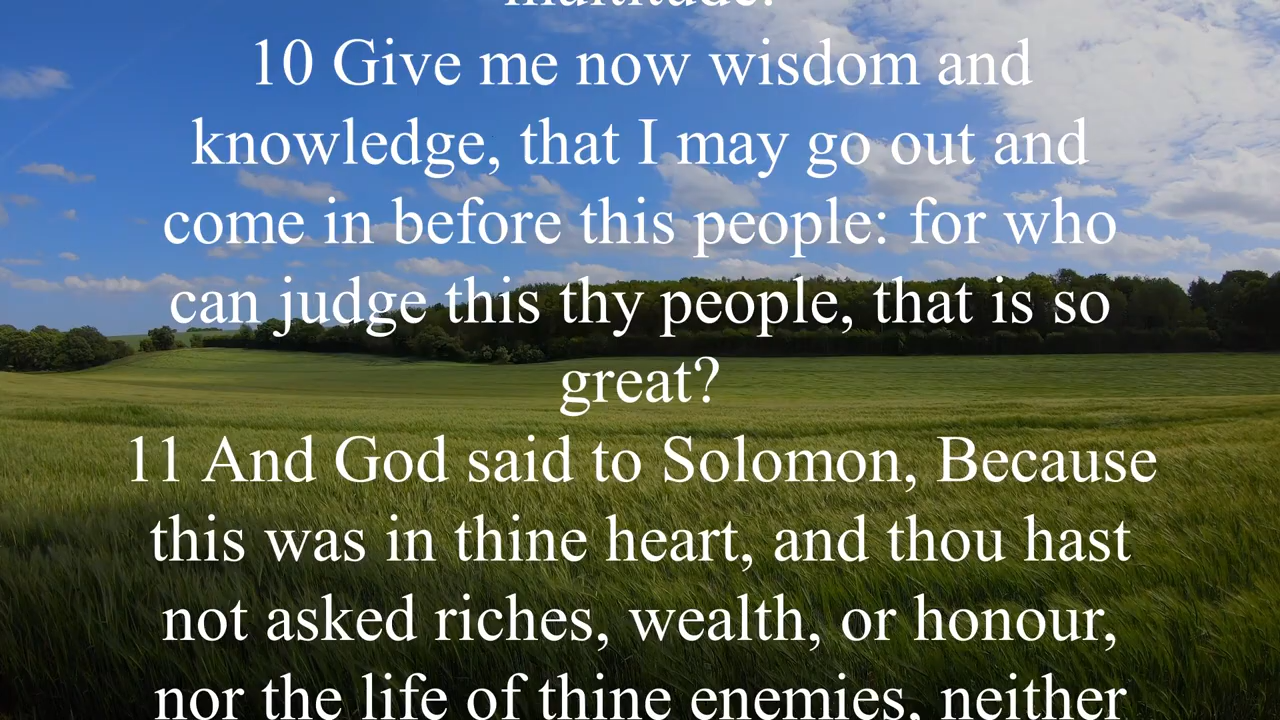 multitude.
10 Give me now wisdom and
knowledge, that I may go out and
come in before this people: for who
can judge this thy people, that is so
great?
11 And God said to Solomon, Because
this was in thine heart, and thou hast
not asked riches, wealth, or honour,
nor the life of thine enemies, neither